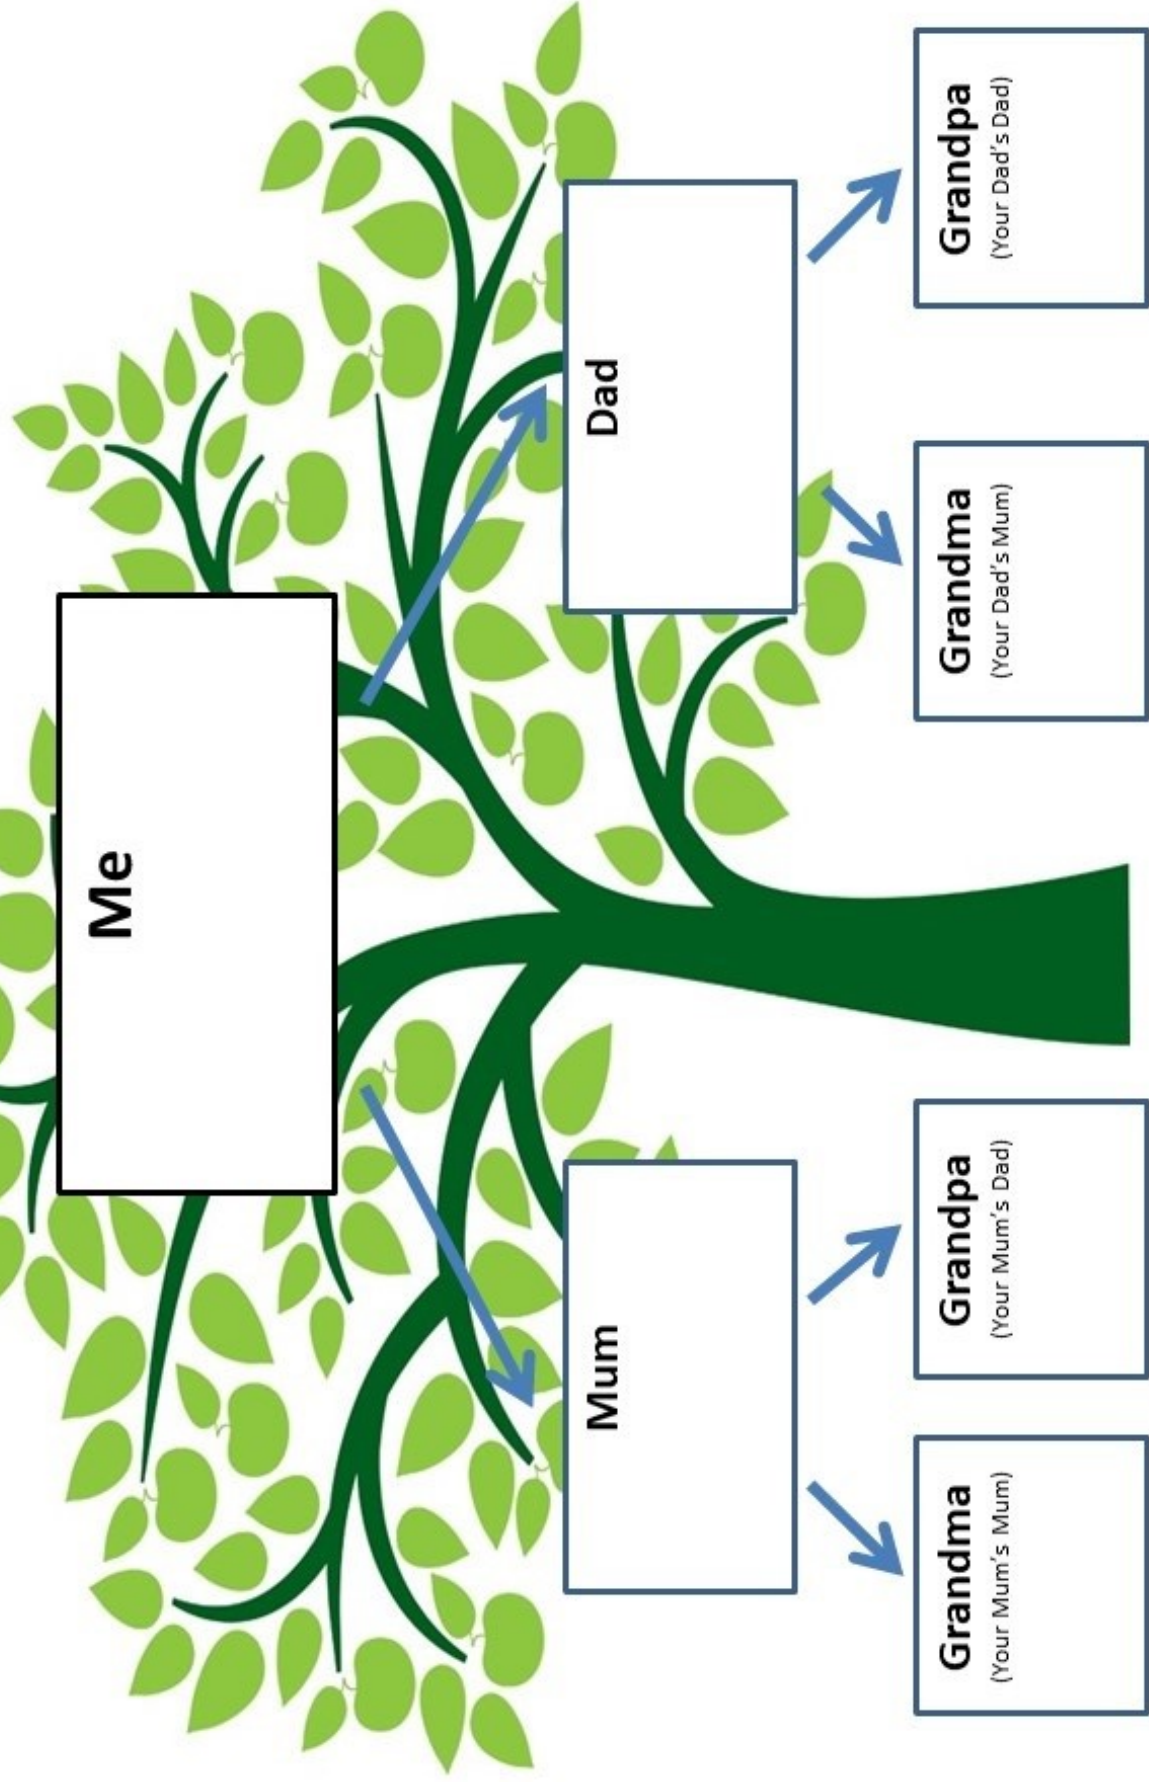 Me
Mum
Dad
Grandma
(Your Mum's Mum)
Grandpa
(Your Mum's Dad)
Grandma
(Your Dad's Mum)
Grandpa
(Your Dad's Dad)